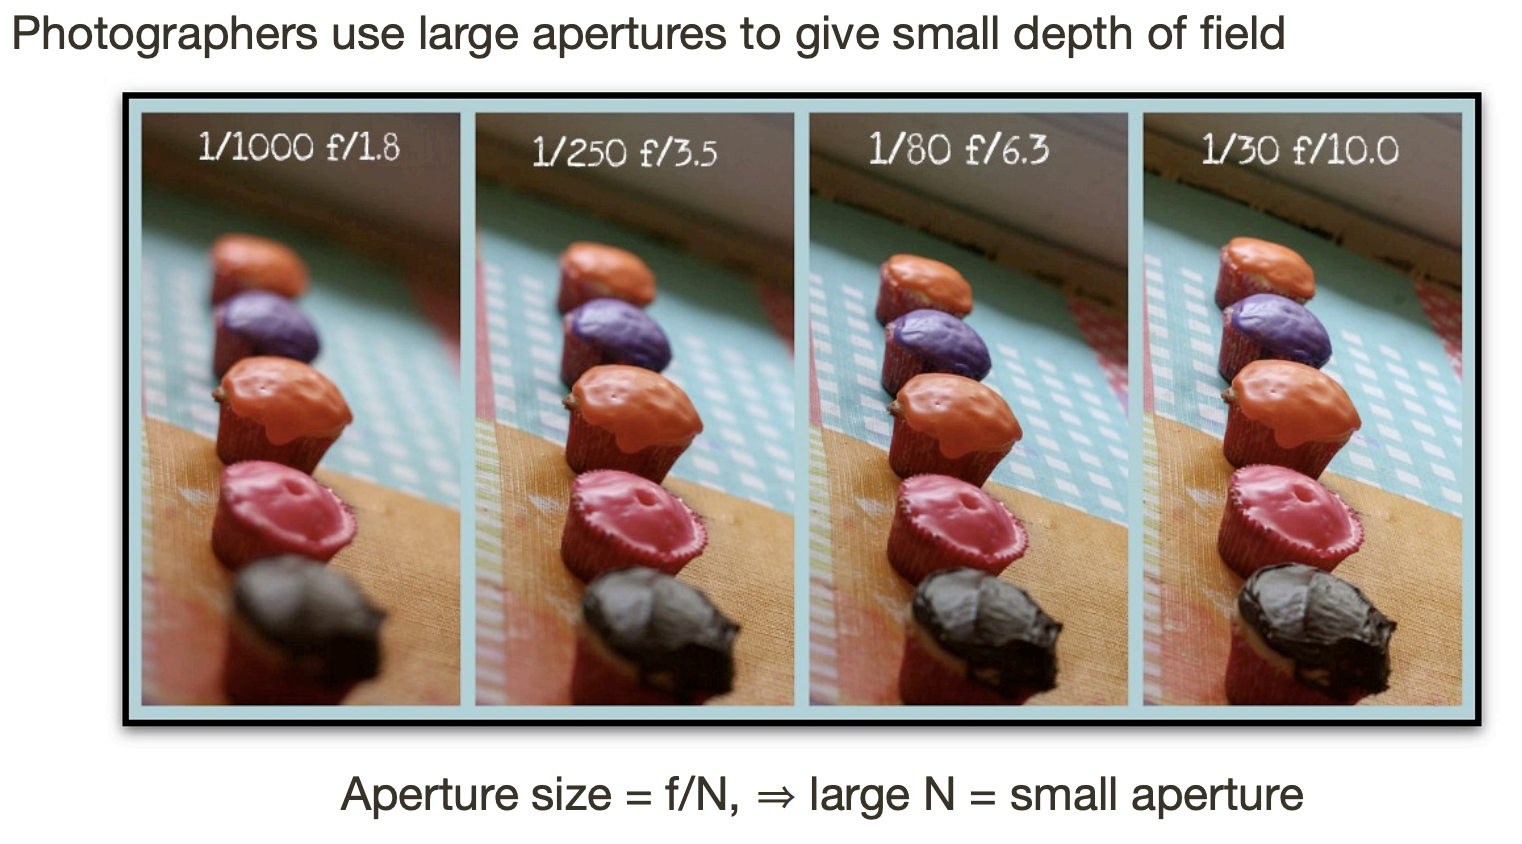 Photographers use large apertures to give small depth of field
1/1000 f/1.8
1/250 f/3.5
1/80 f/6.3
1/30 f/10.0
Aperture size = f/N, ⇒ large N = small aperture